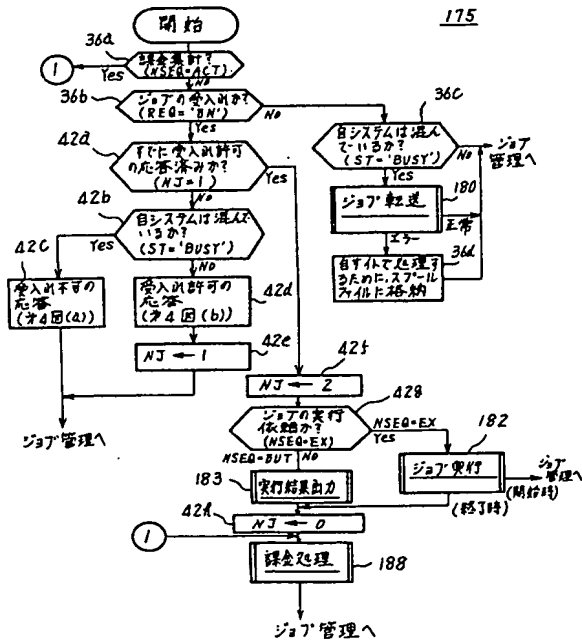 175
開始
36a
課金集計?
(NSEQ=ACT)
Yes
1
NO
36b
ジョブの受入れか?
(REQ='BN')
NO
Yes
36c
自システムは混ん
でいるか?
(ST='BUSY')
NO
ジョブ
管理へ
Yes
ジョブ転送
180
正常
エラー
36d
自サイトで処理す
るために、スプール
ファイルに格納
42a
すでに受入れ許可
の応答済みか?
(NJ=1)
Yes
NO
42b
自システムは混んで
いるか?
(ST='BUSY')
Yes
NO
42c
受入れ不可の
応答
(オ4図(a))
受入れ許可の
応答
(オ4図(b))
42d
NJ ← 1
42e
ジョブ管理へ
42f
NJ ← 2
42g
ジョブの実行
依頼か?
(NSEQ=EX)
NSEQ=EX
Yes
NSEQ=OUT
NO
182
ジョブ実行
ジョブ
管理へ
(開始時)
(終了時)
183
実行結果出力
42h
NJ ← 0
1
課金処理
188
ジョブ管理へ